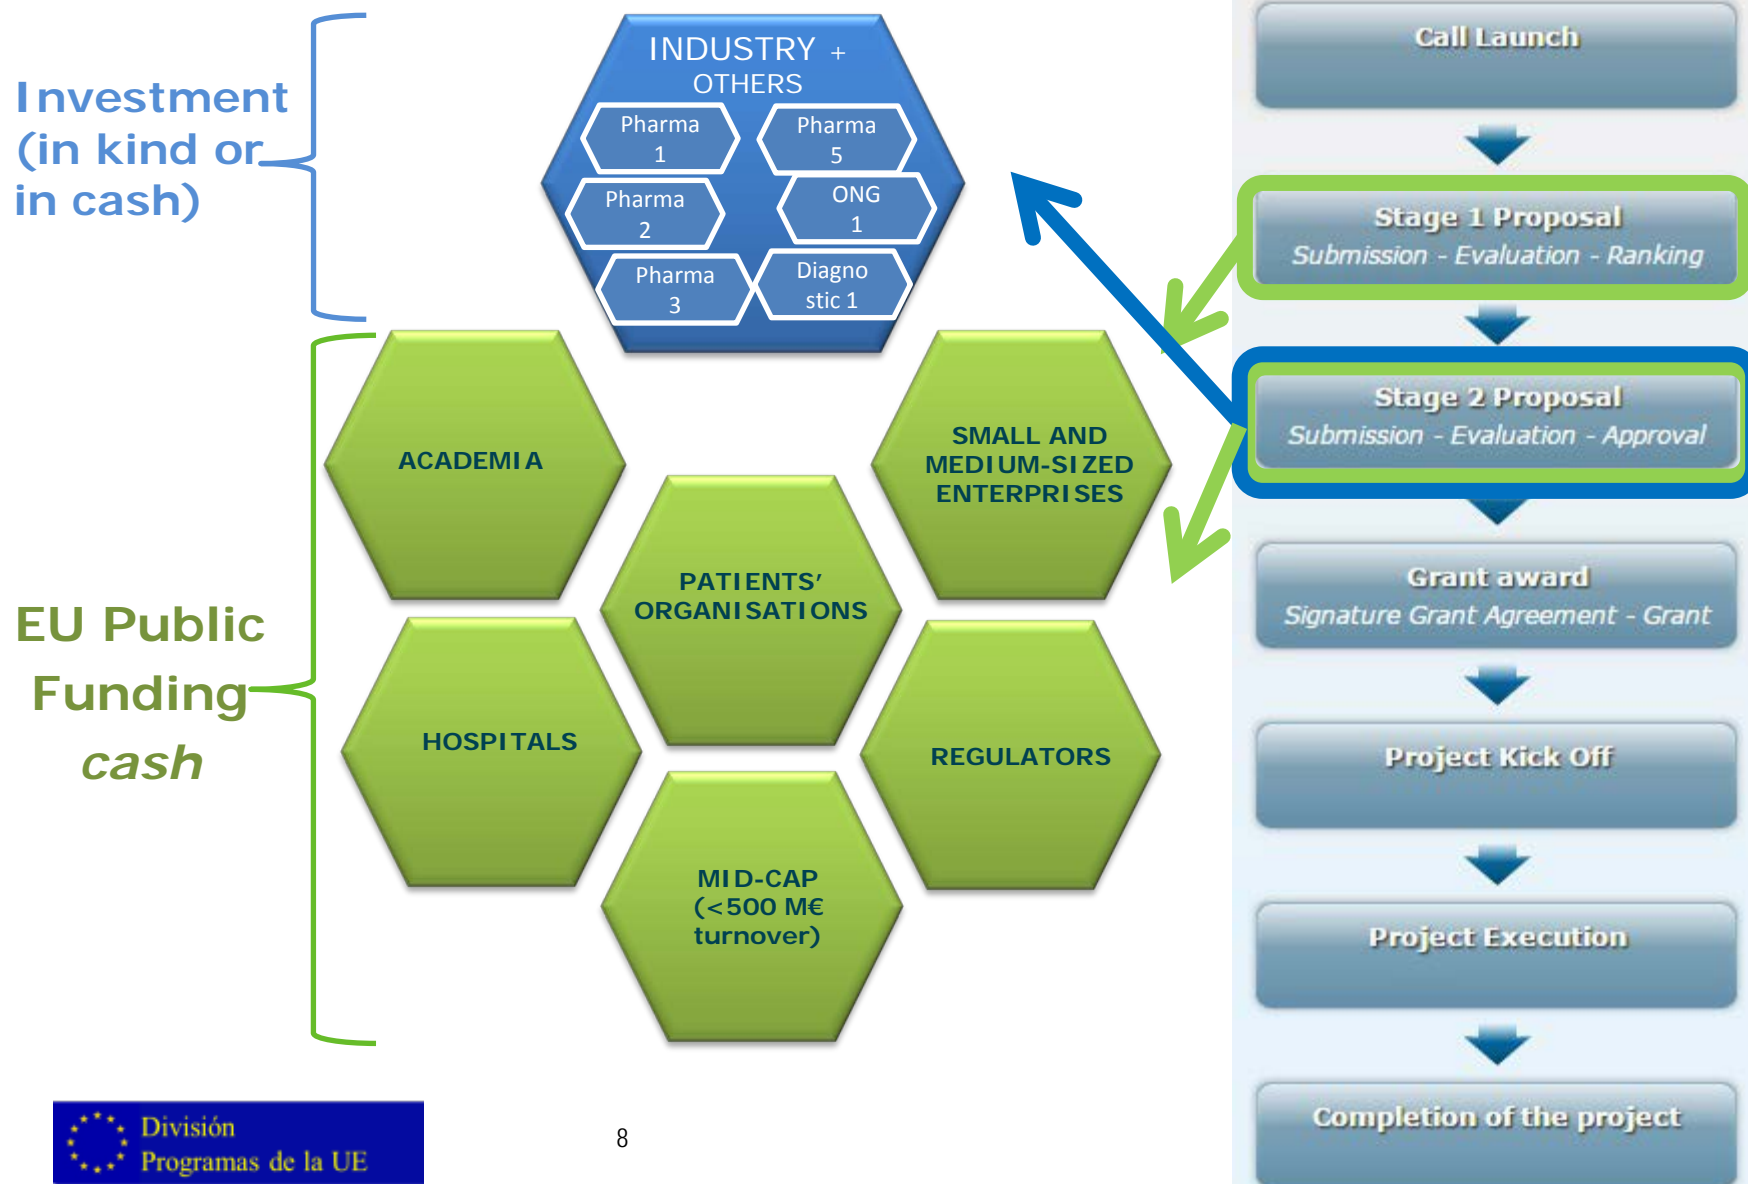 Investment
(in kind or
in cash)
INDUSTRY +
OTHERS
Pharma
1
Pharma
5
Pharma
2
ONG
1
Pharma
3
Diagno
stic 1
EU Public
Funding
cash
ACADEMIA
SMALL AND
MEDIUM-SIZED
ENTERPRISES
PATIENTS’
ORGANISATIONS
HOSPITALS
REGULATORS
MID-CAP
(<500 M€
turnover)
Call Launch
Stage 1 Proposal
Submission - Evaluation - Ranking
Stage 2 Proposal
Submission - Evaluation - Approval
Grant award
Signature Grant Agreement - Grant
Project Kick Off
Project Execution
Completion of the project
División
Programas de la UE
8